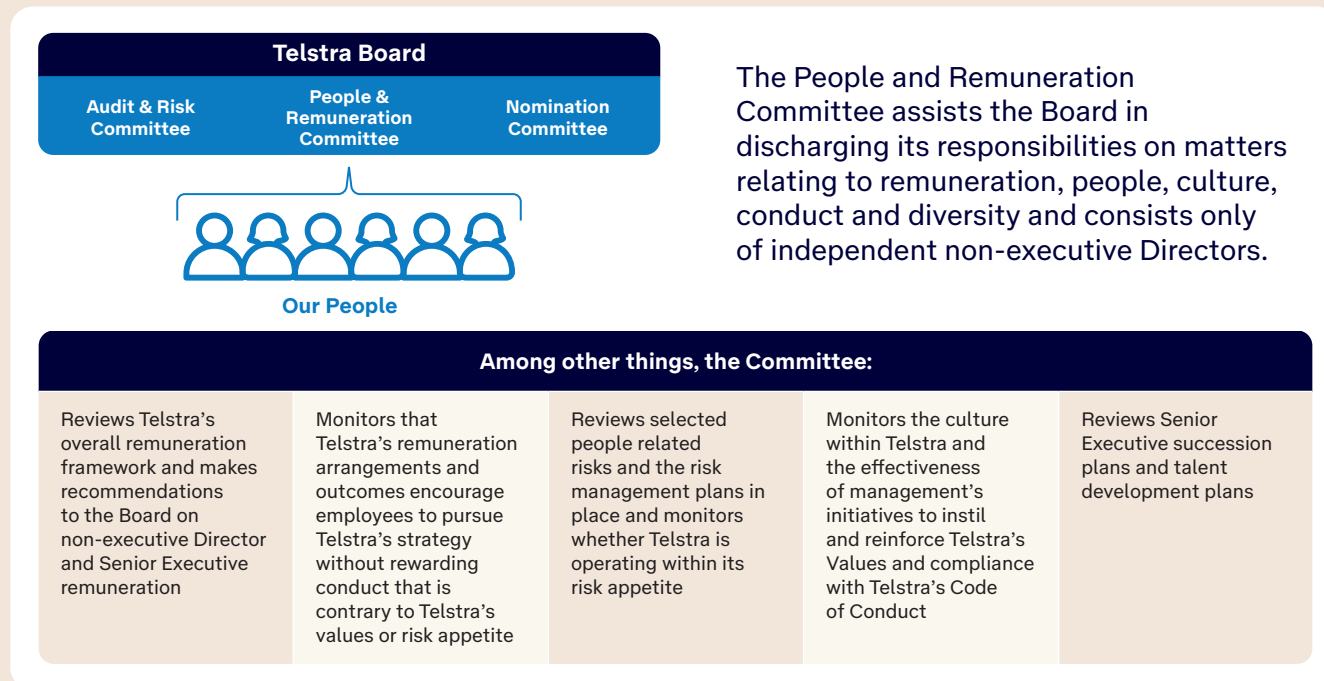 Telstra Board
Audit & Risk
Committee
People &
Remuneration
Committee
Nomination
Committee
Our People
The People and Remuneration
Committee assists the Board in
discharging its responsibilities on matters
relating to remuneration, people, culture,
conduct and diversity and consists only
of independent non-executive Directors.
Among other things, the Committee:
Reviews Telstra’s
overall remuneration
framework and makes
recommendations
to the Board on
non-executive Director
and Senior Executive
remuneration
Monitors that
Telstra’s remuneration
arrangements and
outcomes encourage
employees to pursue
Telstra’s strategy
without rewarding
conduct that is
contrary to Telstra’s
values or risk appetite
Reviews selected
people related
risks and the risk
management plans in
place and monitors
whether Telstra is
operating within its
risk appetite
Monitors the culture
within Telstra and
the effectiveness
of management’s
initiatives to instil
and reinforce Telstra’s
Values and compliance
with Telstra’s Code
of Conduct
Reviews Senior
Executive succession
plans and talent
development plans